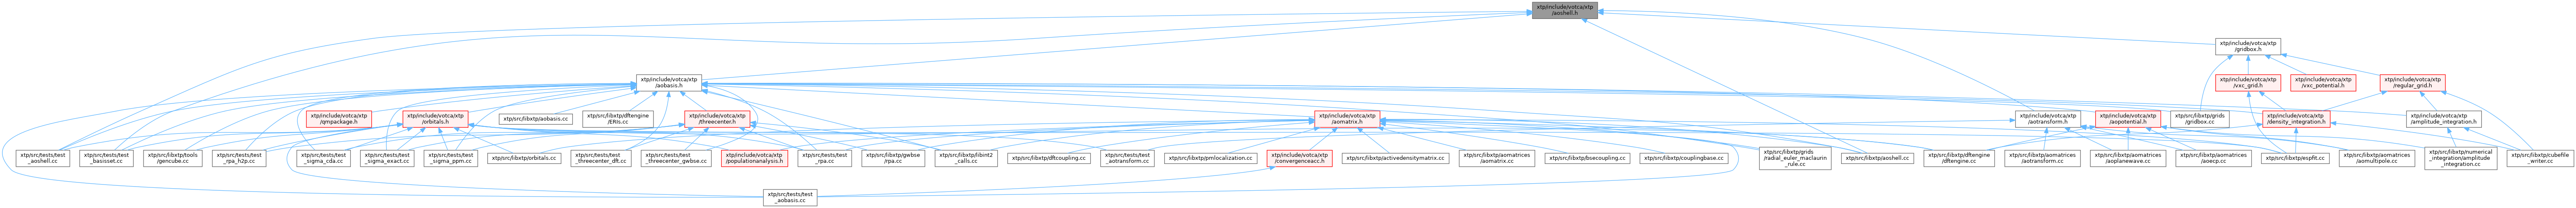 xtp/include/votca/xtp
/aoshell.h
xtp/include/votca/xtp
/gridbox.h
xtp/include/votca/xtp
/aobasis.h
xtp/include/votca/xtp
/vxc_grid.h
xtp/include/votca/xtp
/vxc_potential.h
xtp/include/votca/xtp
/regular_grid.h
xtp/include/votca/xtp
/qmpackage.h
xtp/include/votca/xtp
/orbitals.h
xtp/src/libxtp/aobasis.cc
xtp/src/libxtp/dftengine
/ERIs.cc
xtp/include/votca/xtp
/threecenter.h
xtp/include/votca/xtp
/aomatrix.h
xtp/include/votca/xtp
/aotransform.h
xtp/include/votca/xtp
/aopotential.h
xtp/src/libxtp/grids
/gridbox.cc
xtp/include/votca/xtp
/density_integration.h
xtp/include/votca/xtp
/amplitude_integration.h
xtp/src/tests/test
_aoshell.cc
xtp/src/tests/test
_basisset.cc
xtp/src/libxtp/tools
/gencube.cc
xtp/src/tests/test
_rpa_h2p.cc
xtp/src/tests/test
_sigma_cda.cc
xtp/src/tests/test
_sigma_exact.cc
xtp/src/tests/test
_sigma_ppm.cc
xtp/src/libxtp/orbitals.cc
xtp/src/tests/test
_threecenter_dft.cc
xtp/src/tests/test
_threecenter_gwbse.cc
xtp/include/votca/xtp
/populationanalysis.h
xtp/src/tests/test
_rpa.cc
xtp/src/libxtp/gwbse
/rpa.cc
xtp/src/libxtp/libint2
_calls.cc
xtp/src/libxtp/dftcoupling.cc
xtp/src/tests/test
_aotransform.cc
xtp/src/libxtp/pmlocalization.cc
xtp/include/votca/xtp
/convergenceacc.h
xtp/src/libxtp/activedensitymatrix.cc
xtp/src/libxtp/aomatrices
/aomatrix.cc
xtp/src/libxtp/bsecoupling.cc
xtp/src/libxtp/couplingbase.cc
xtp/src/libxtp/grids
/radial_euler_maclaurin
_rule.cc
xtp/src/libxtp/aoshell.cc
xtp/src/libxtp/dftengine
/dftengine.cc
xtp/src/libxtp/aomatrices
/aotransform.cc
xtp/src/libxtp/aomatrices
/aoplanewave.cc
xtp/src/libxtp/aomatrices
/aoecp.cc
xtp/src/libxtp/espfit.cc
xtp/src/libxtp/aomatrices
/aomultipole.cc
xtp/src/libxtp/numerical
_integration/amplitude
_integration.cc
xtp/src/libxtp/cubefile
_writer.cc
xtp/src/tests/test
_aobasis.cc